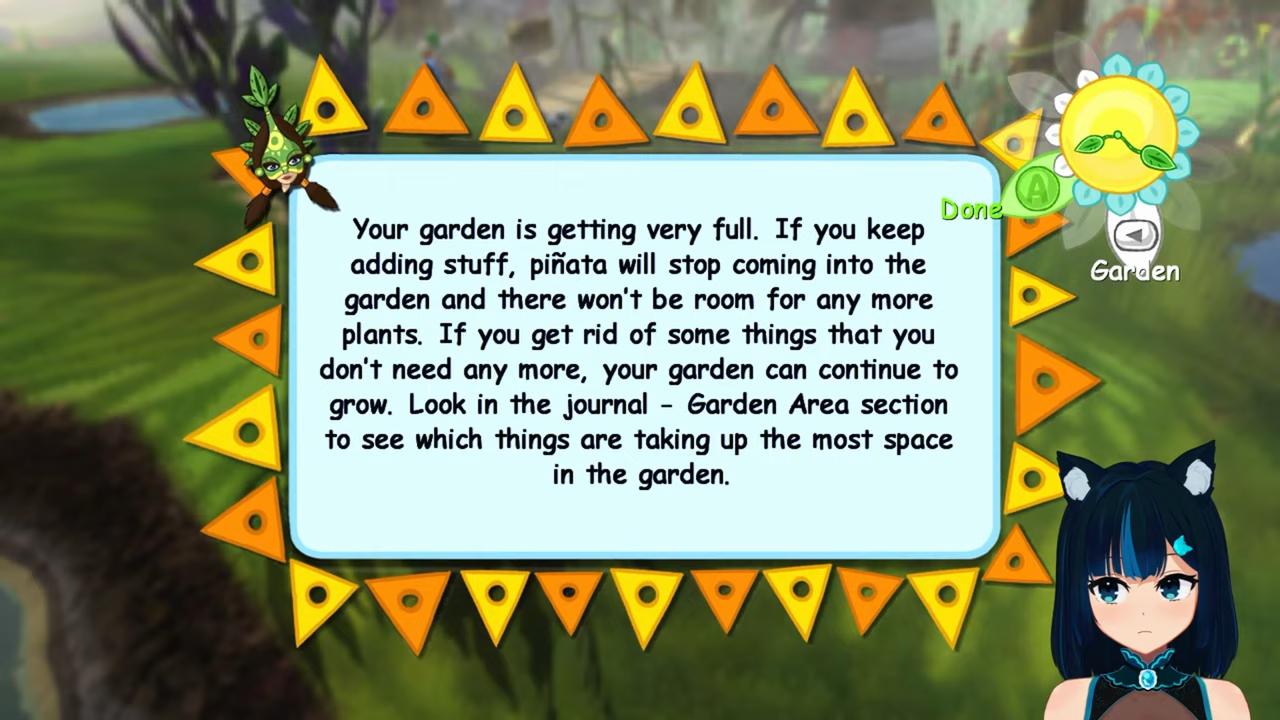 Your garden is getting very full. If you keep
adding stuff, piñata will stop coming into the
garden and there won't be room for any more
plants. If you get rid of some things that you
don't need any more, your garden can continue to
grow. Look in the journal - Garden Area section
to see which things are taking up the most space
in the garden.
A
Done
Garden